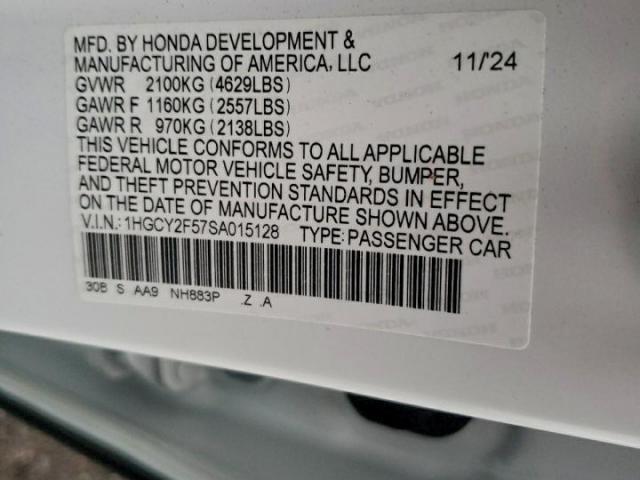 MFD. BY HONDA DEVELOPMENT &
MANUFACTURING OF AMERICA, LLC 11/'24
GVWR 2100KG (4629LBS)
GAWR F 1160KG (2557LBS)
GAWR R 970KG (2138LBS)
THIS VEHICLE CONFORMS TO ALL APPLICABLE
FEDERAL MOTOR VEHICLE SAFETY, BUMPER,
AND THEFT PREVENTION STANDARDS IN EFFECT
ON THE DATE OF MANUFACTURE SHOWN ABOVE.
V.I.N.: 1HGCY2F57SA015128 TYPE: PASSENGER CAR
30B S AA9 NH883P .Z .A